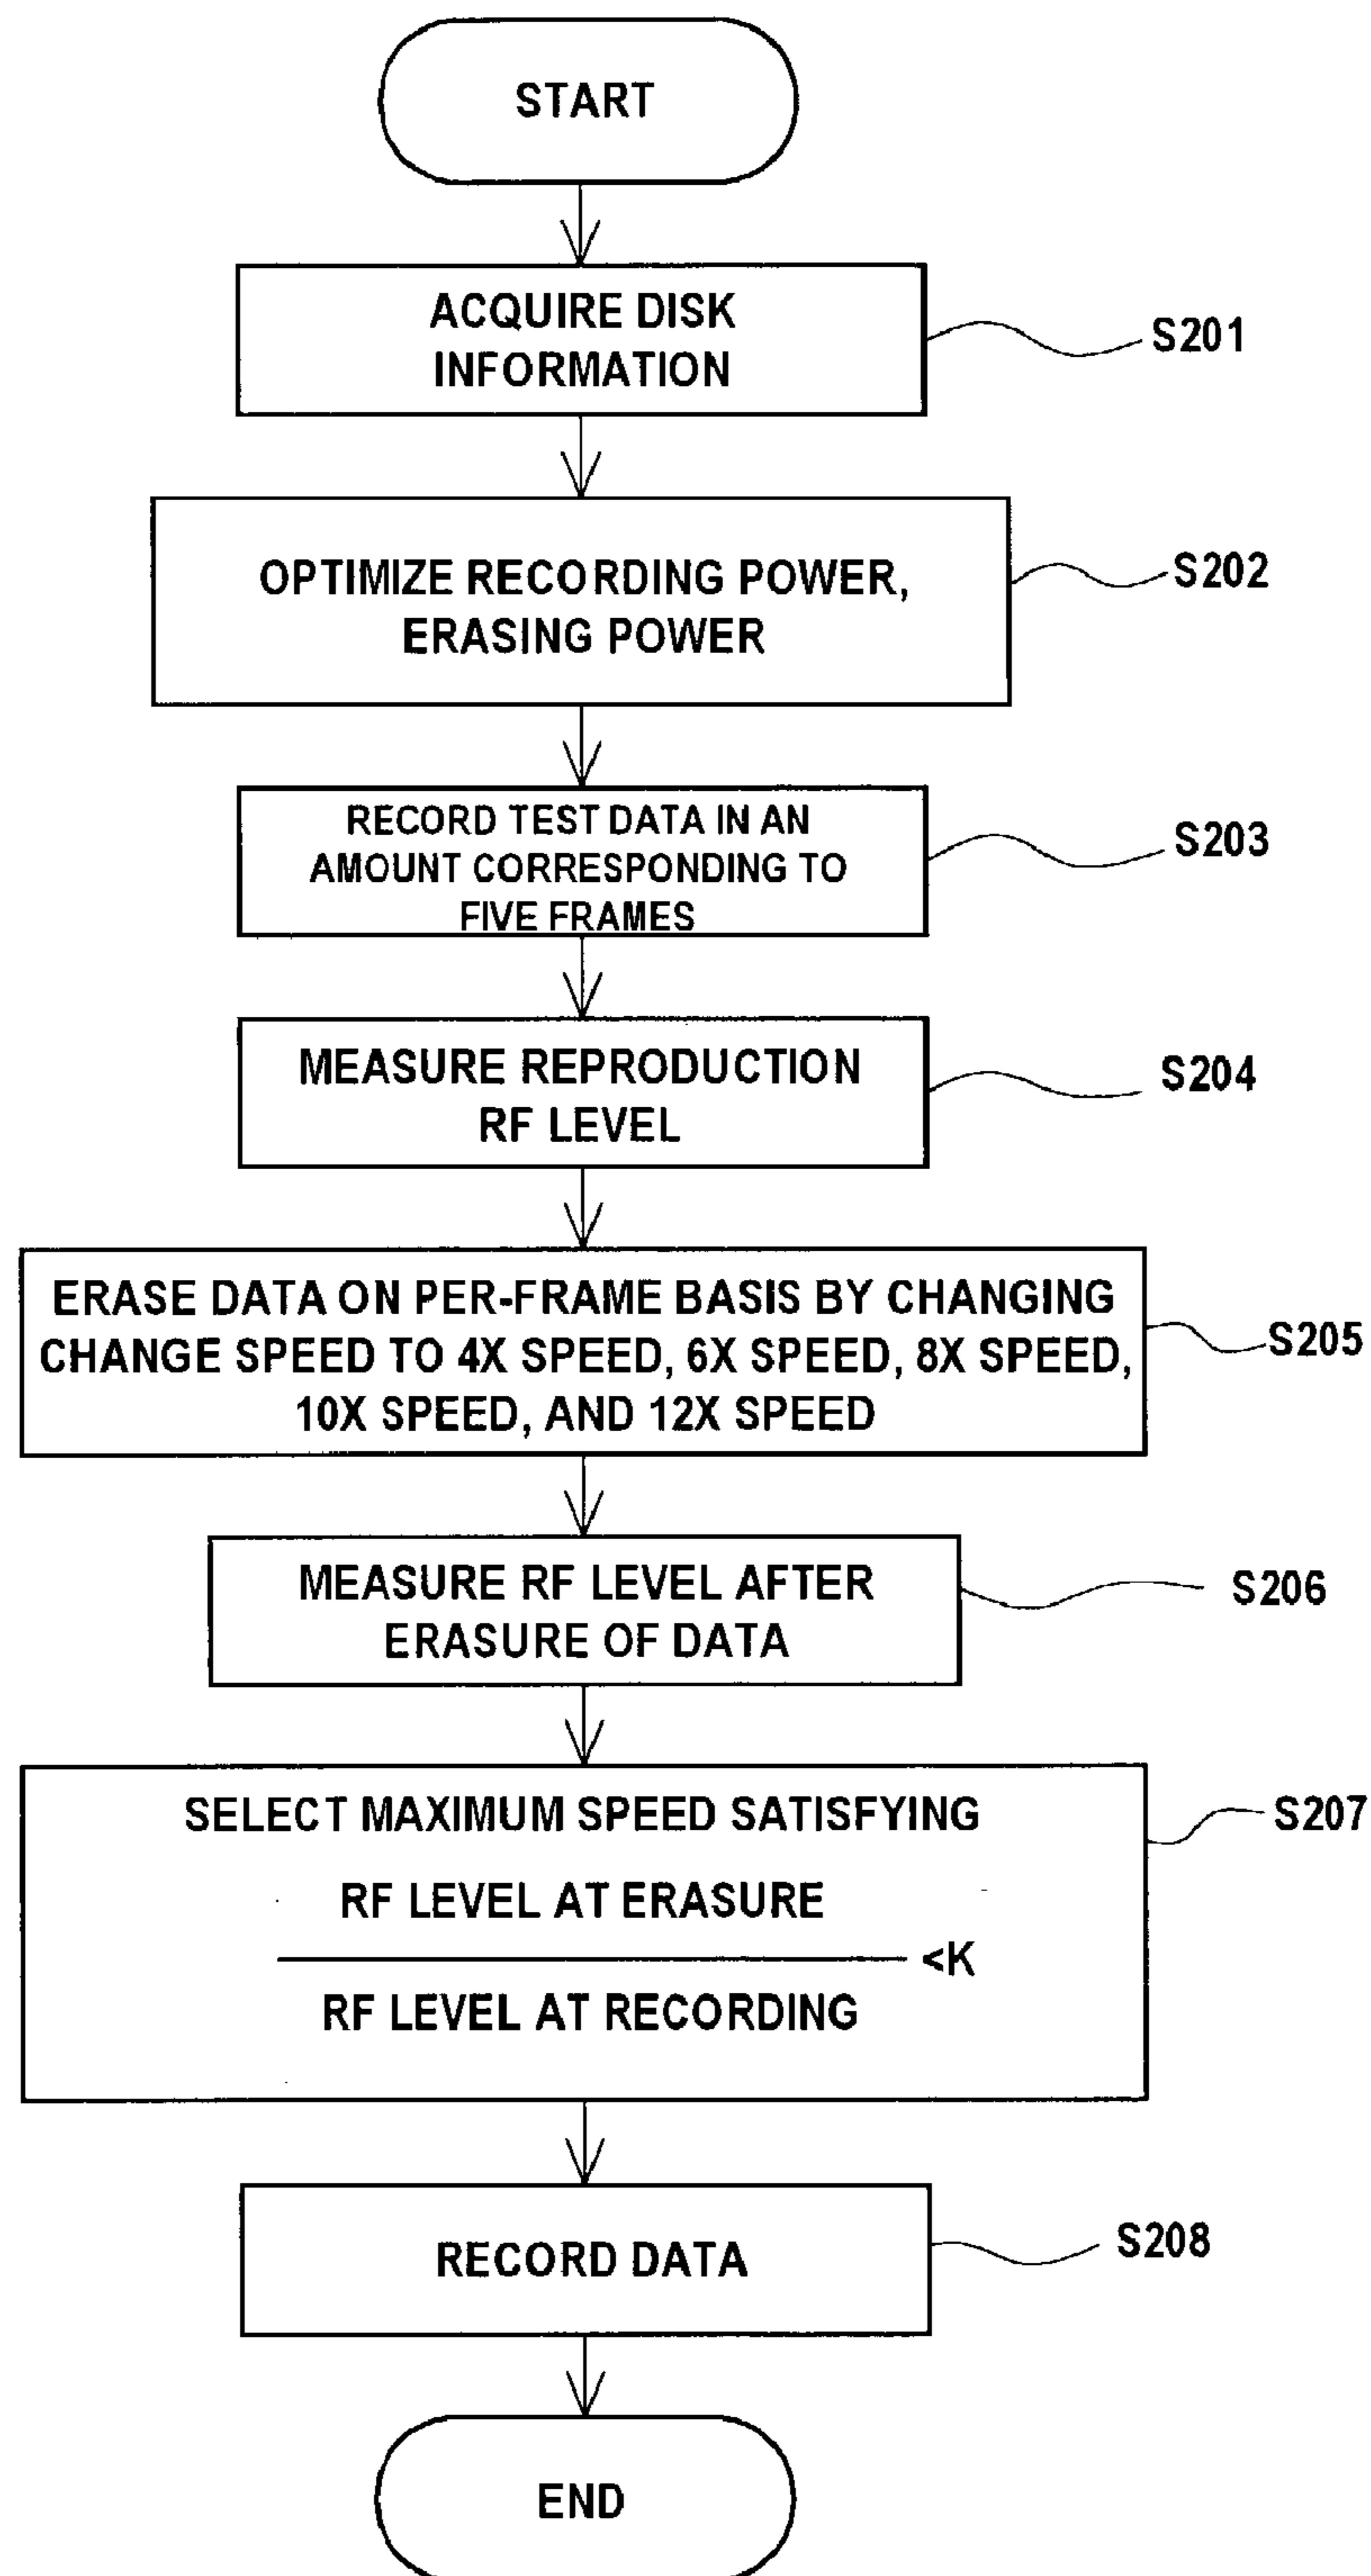 START
ACQUIRE DISK
INFORMATION
S201
OPTIMIZE RECORDING POWER,
ERASING POWER
S202
RECORD TEST DATA IN AN
AMOUNT CORRESPONDING TO
FIVE FRAMES
S203
MEASURE REPRODUCTION
RF LEVEL
S204
ERASE DATA ON PER-FRAME BASIS BY CHANGING
CHANGE SPEED TO 4X SPEED, 6X SPEED, 8X SPEED,
10X SPEED, AND 12X SPEED
S205
MEASURE RF LEVEL AFTER
ERASURE OF DATA
S206
SELECT MAXIMUM SPEED SATISFYING
RF LEVEL AT ERASURE
<K
RF LEVEL AT RECORDING
S207
RECORD DATA
S208
END